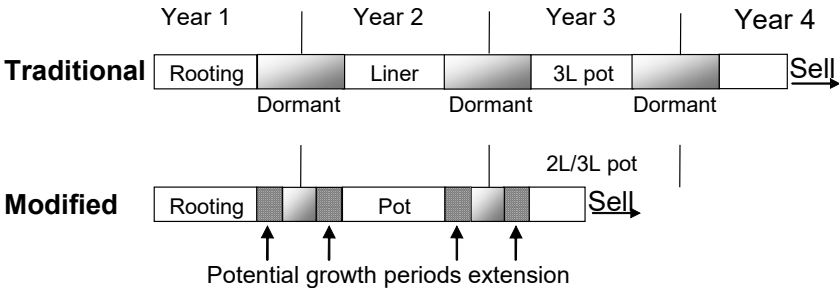 Year 1 Year 2 Year 3 Year 4
Traditional Rooting Liner 3L pot Sell
Dormant Dormant Dormant
2L/3L pot
Modified Rooting Pot Sell
Potential growth periods extension